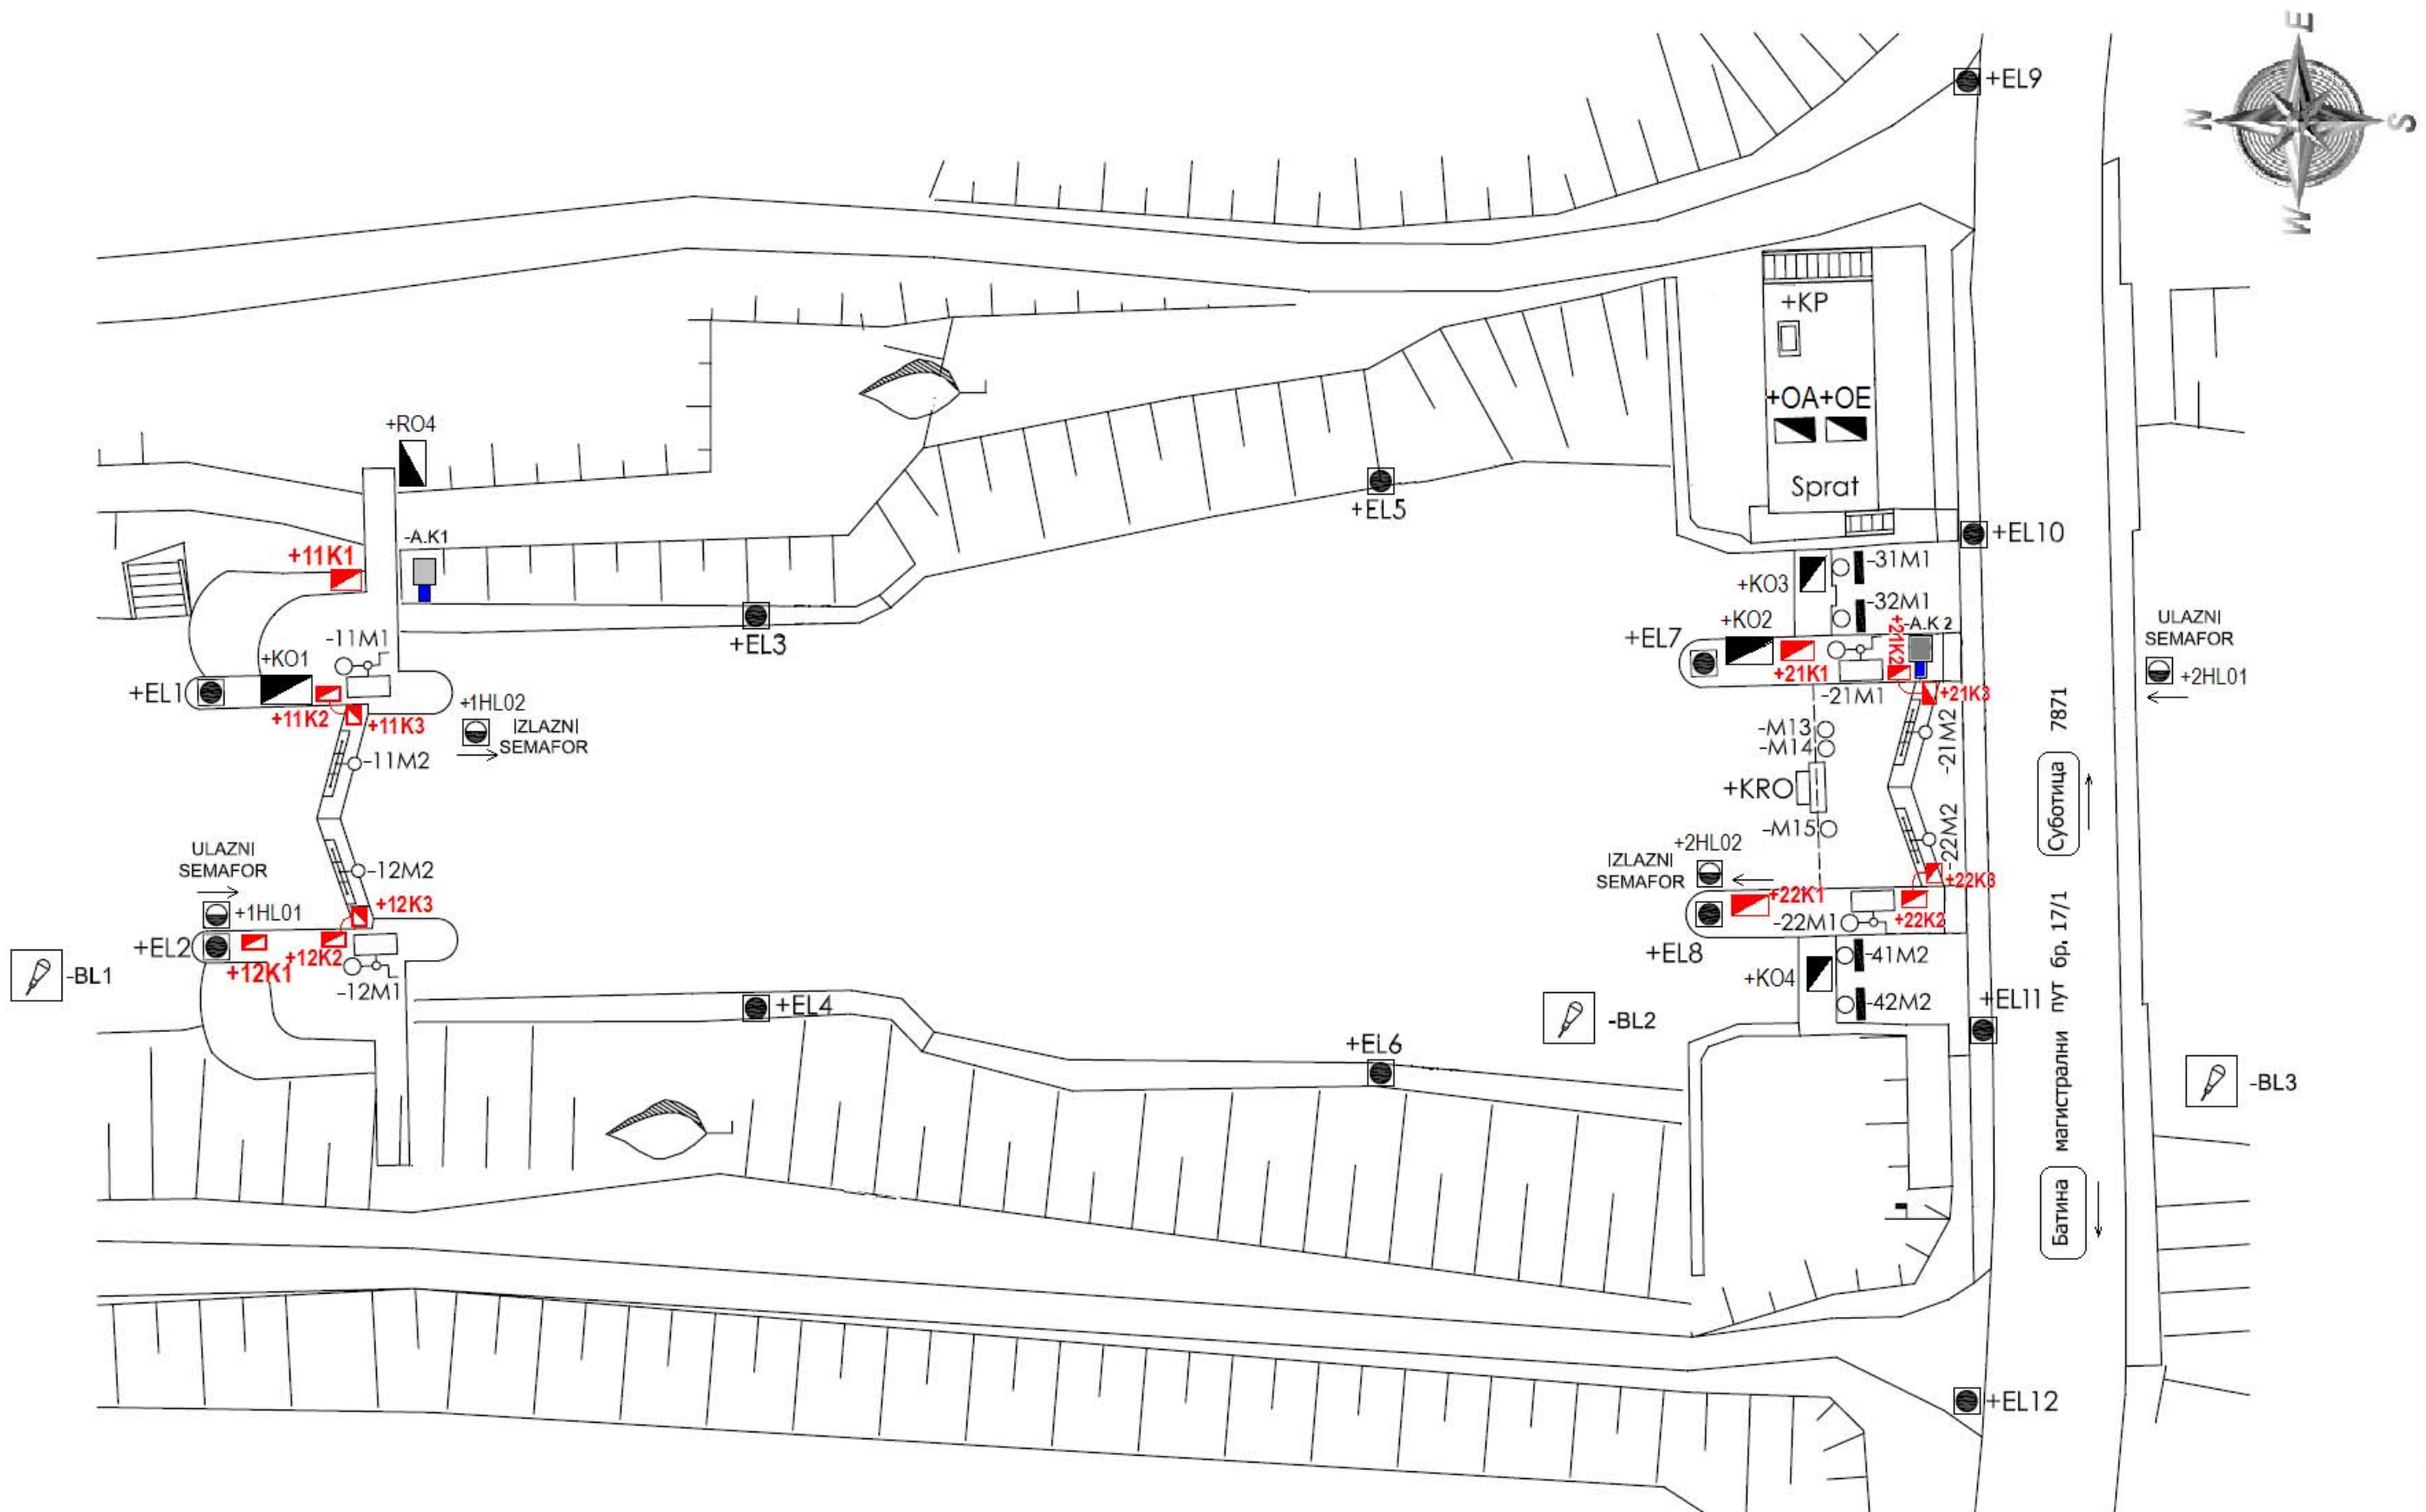 E
N
S
W
+EL9
+KP
+OA+OE
Sprat
+RO4
+EL5
+EL10
-A.K1
+11K1
-31M1
+KO3
-32M1
+KO2
+21K2
-A.K 2
+EL7
+EL3
-11M1
+KO1
+21K1
-21M1
+21K3
ULAZNI
SEMAFOR
+2HL01
+EL1
+11K2
+11K3
+1HL02
IZLAZNI
SEMAFOR
-11M2
-M13
-M14
-21M2
+KRO
-M15
-22M2
7871
Суботица
магистрални пут бр. 17/1
Батина
ULAZNI
SEMAFOR
-12M2
+12K3
+1HL01
+EL2
+12K1
+12K2
-12M1
-BL1
+2HL02
IZLAZNI
SEMAFOR
+22K1
+22K3
-22M1
+22K2
+EL8
-41M2
+KO4
-42M2
+EL11
+EL4
-BL2
+EL6
-BL3
+EL12